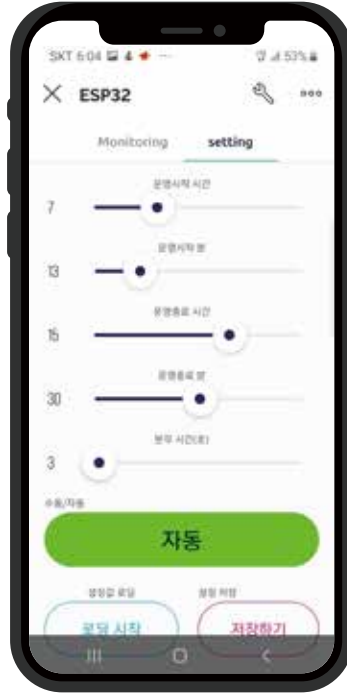 SKT 6:04 53%
ESP32
Monitoring setting
운영시작 시간
7
운영시작 분
13
운영종료 시간
15
운영종료 분
30
분무 시간(초)
3
수동/자동
자동
설정값 로딩 설정 저장
로딩 시작 저장하기